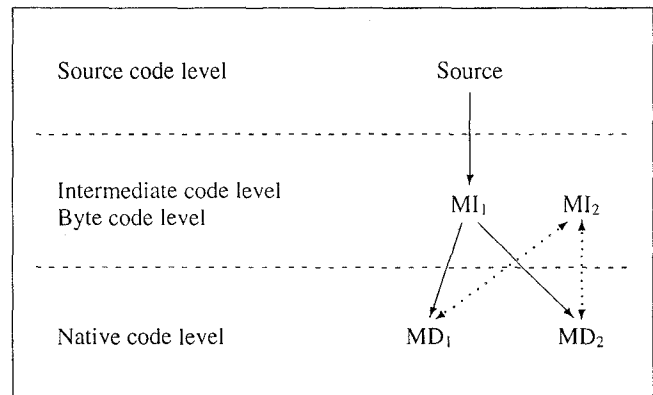 Source code level
Source
Intermediate code level
Byte code level
MI₁
MI₂
Native code level
MD₁
MD₂